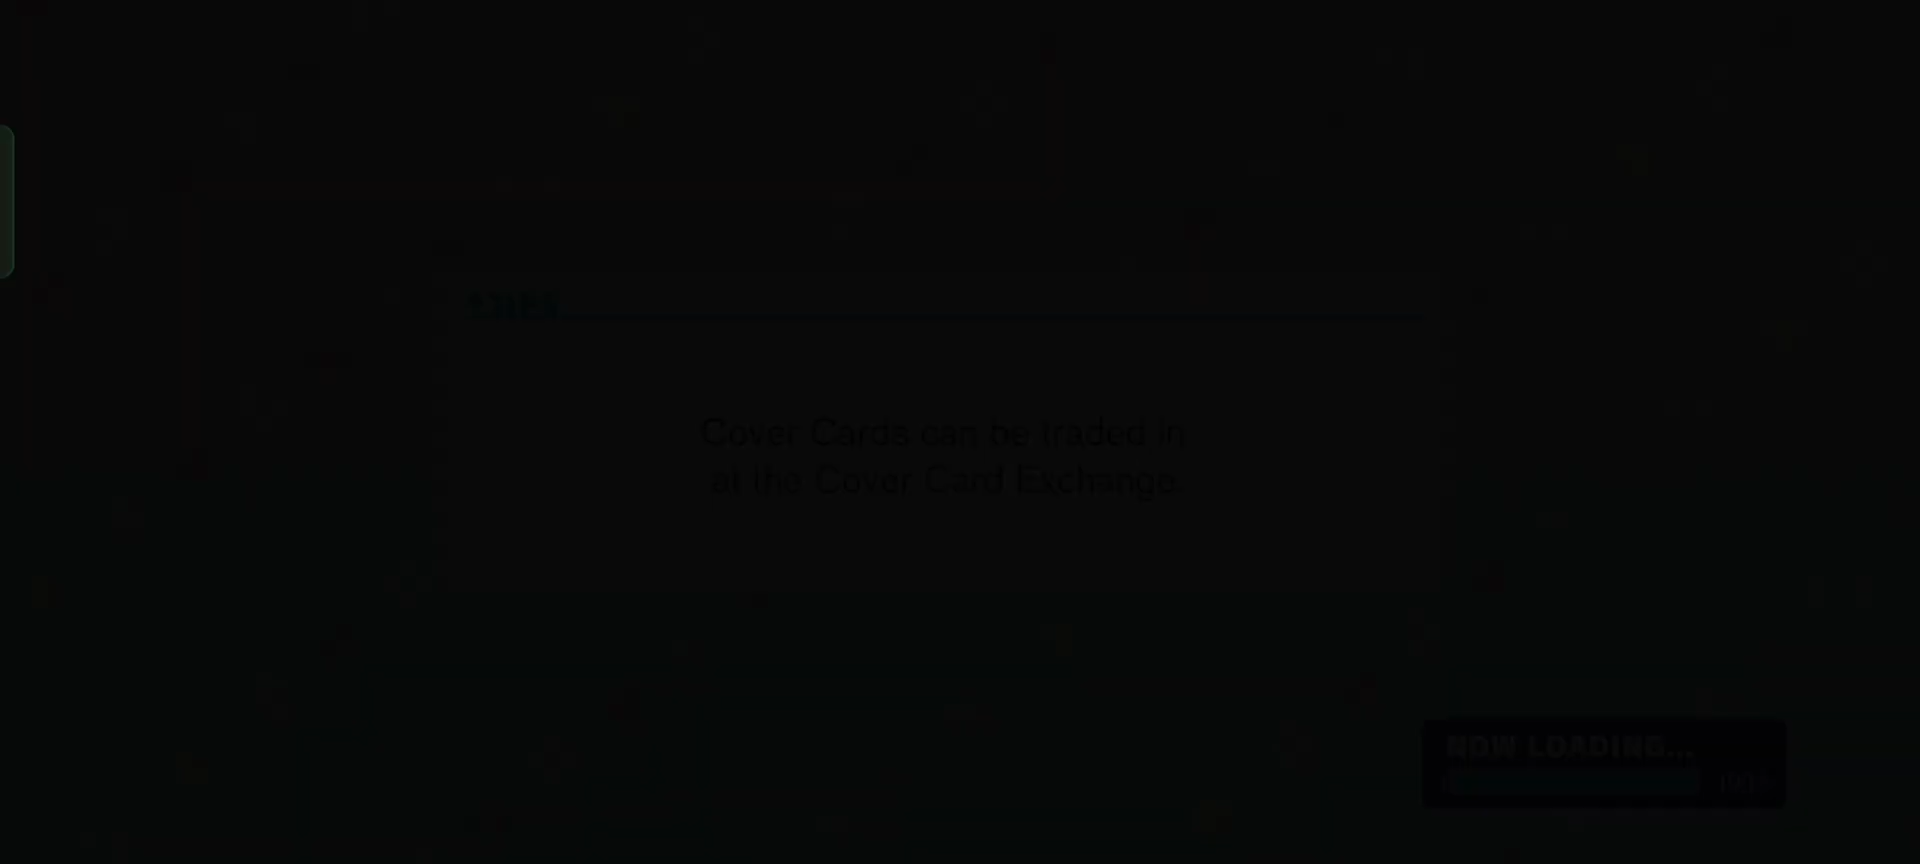 *TIPS
Cover Cards can be traded in
at the Cover Card Exchange.
NOW LOADING...